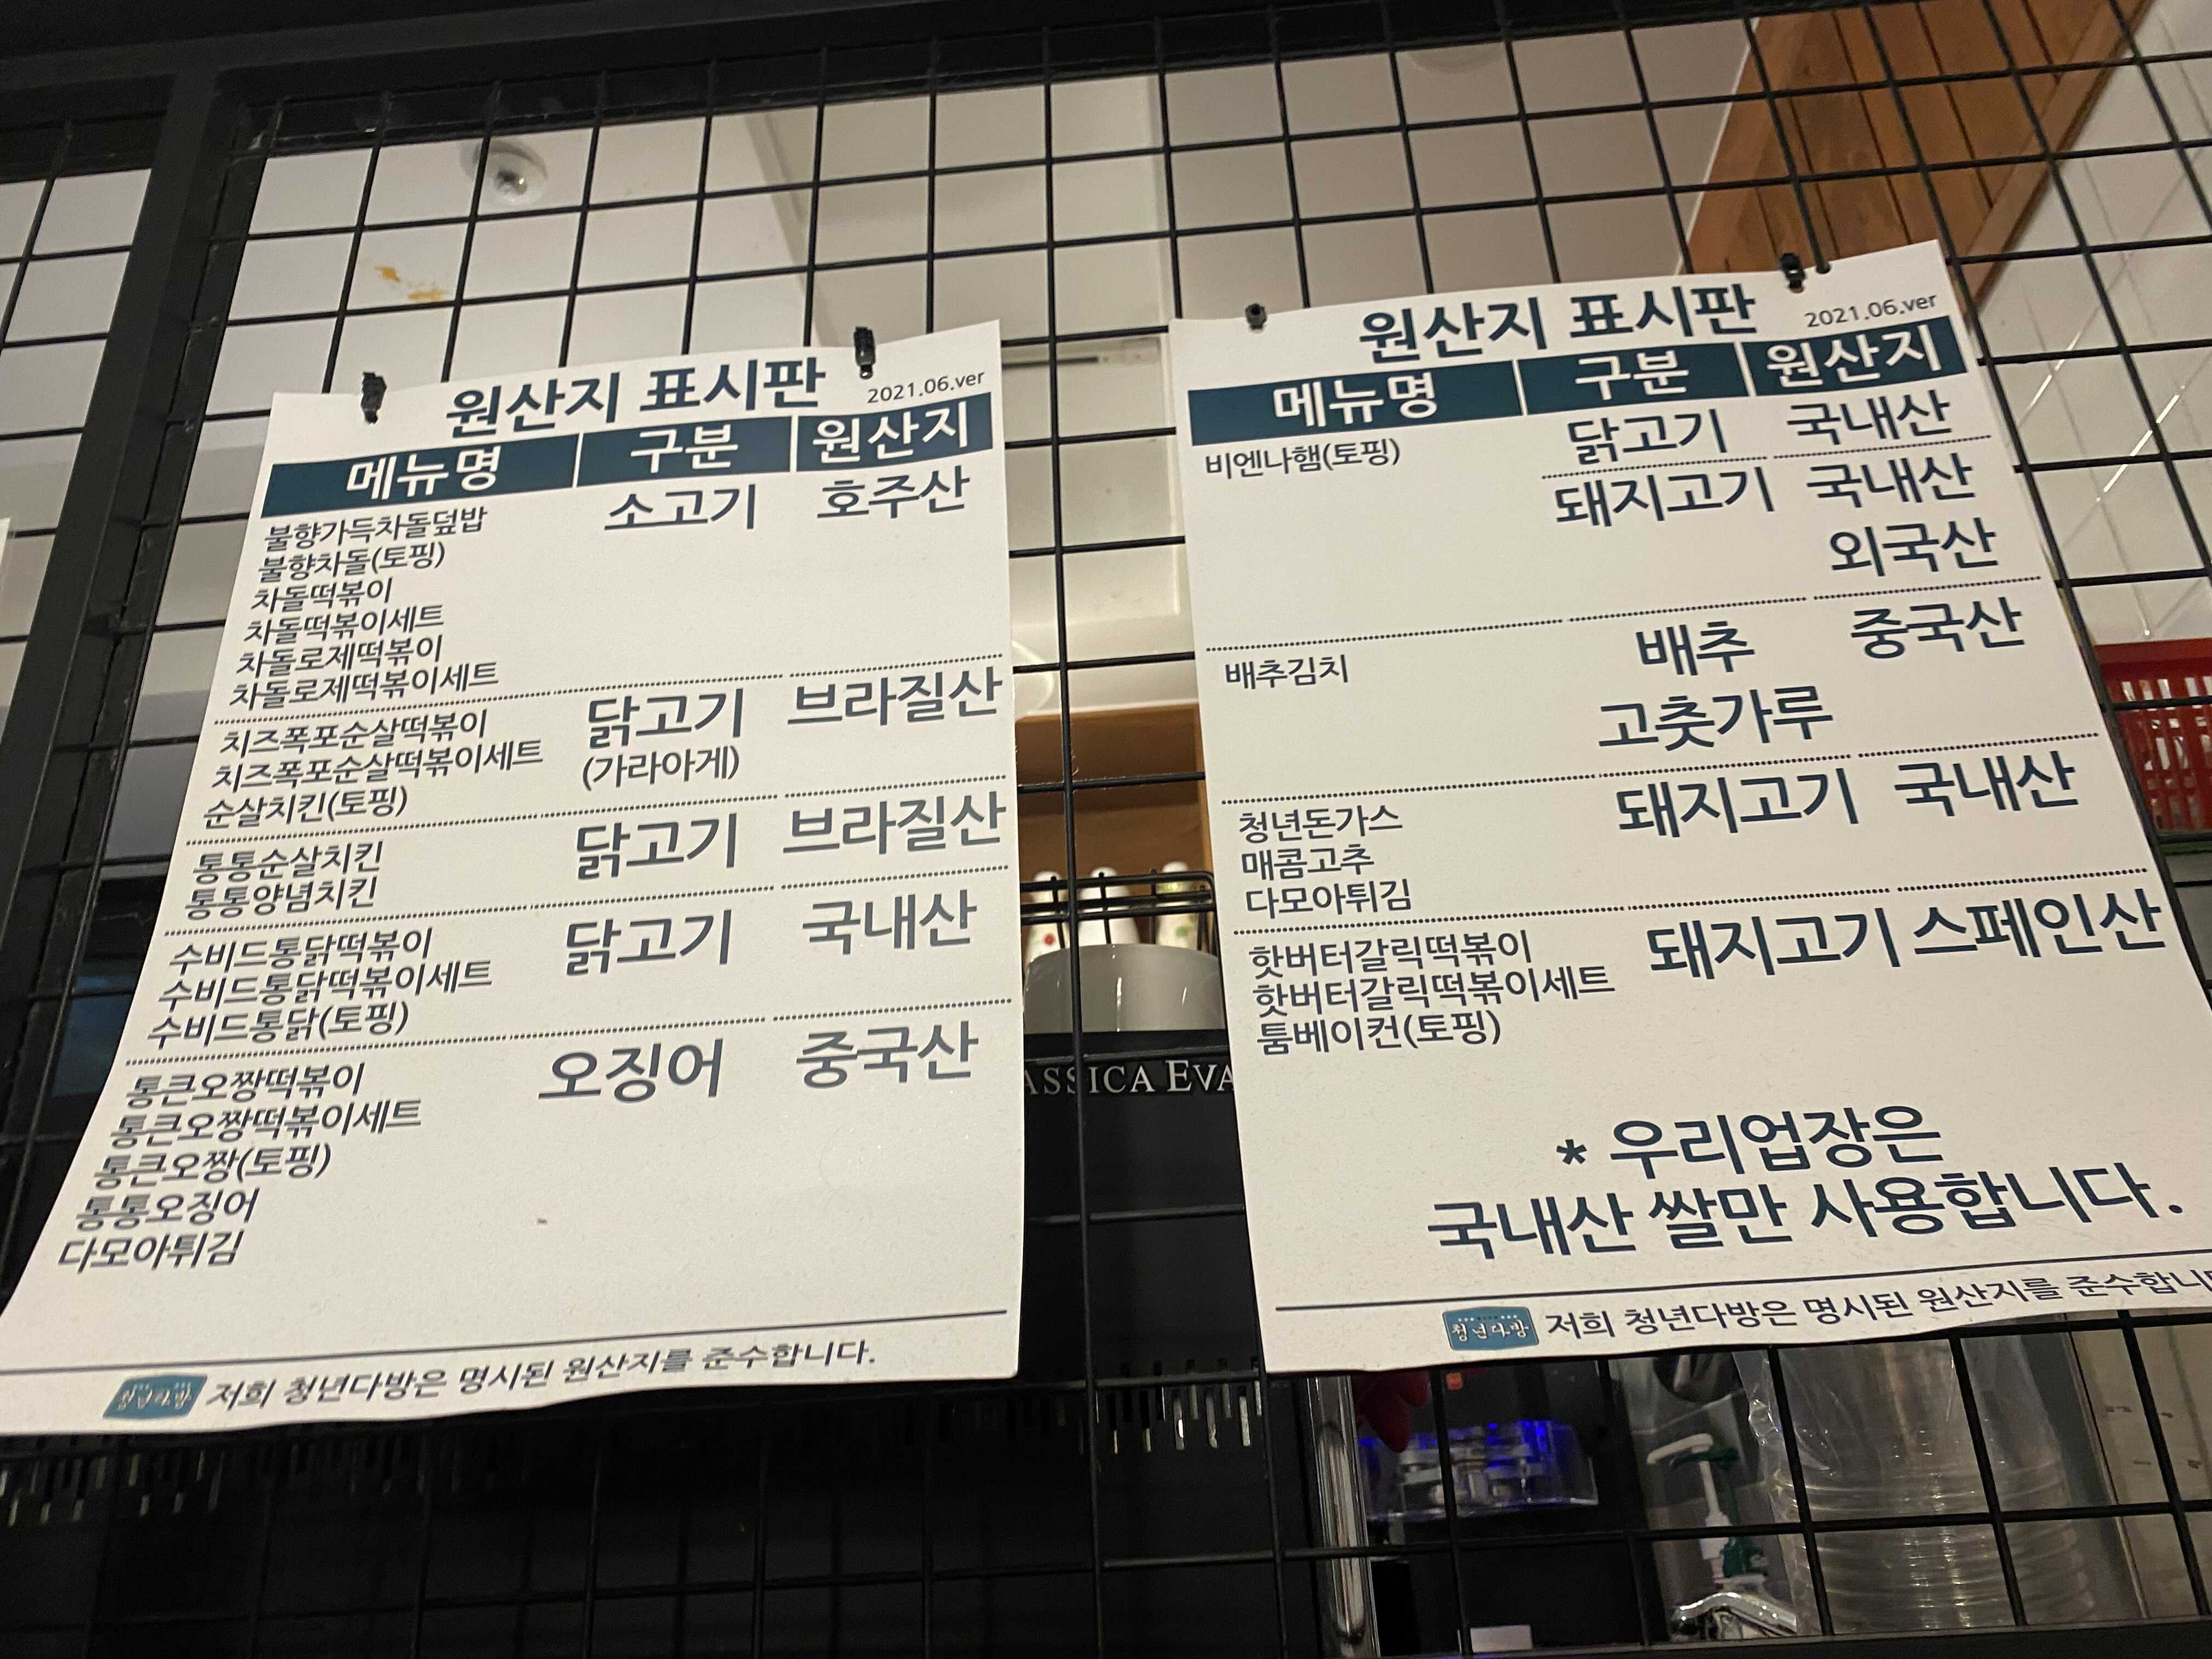 원산지 표시판
2021.06.ver
메뉴명 구분 원산지
불향가득차돌덮밥 소고기 호주산
불향차돌(토핑)
차돌떡볶이
차돌떡볶이세트
차돌로제떡볶이
차돌로제떡볶이세트
치즈폭포순살떡볶이 닭고기 브라질산
치즈폭포순살떡볶이세트 (가라아게)
순살치킨(토핑)
통통순살치킨 닭고기 브라질산
통통양념치킨
수비드통닭떡볶이 닭고기 국내산
수비드통닭떡볶이세트
수비드통닭(토핑)
통큰오짱떡볶이 오징어 중국산
통큰오짱떡볶이세트
통큰오짱(토핑)
통통오징어
다모아튀김
청년다방 저희 청년다방은 명시된 원산지를 준수합니다.
원산지 표시판
2021.06.ver
메뉴명 구분 원산지
비엔나햄(토핑) 닭고기 국내산
돼지고기 국내산
외국산
배추김치 배추 중국산
고춧가루
청년돈가스 돼지고기 국내산
매콤고추
다모아튀김
핫버터갈릭떡볶이 돼지고기 스페인산
핫버터갈릭떡볶이세트
툼베이컨(토핑)
* 우리업장은
국내산 쌀만 사용합니다.
청년다방 저희 청년다방은 명시된 원산지를 준수합니
ASSICA EVA